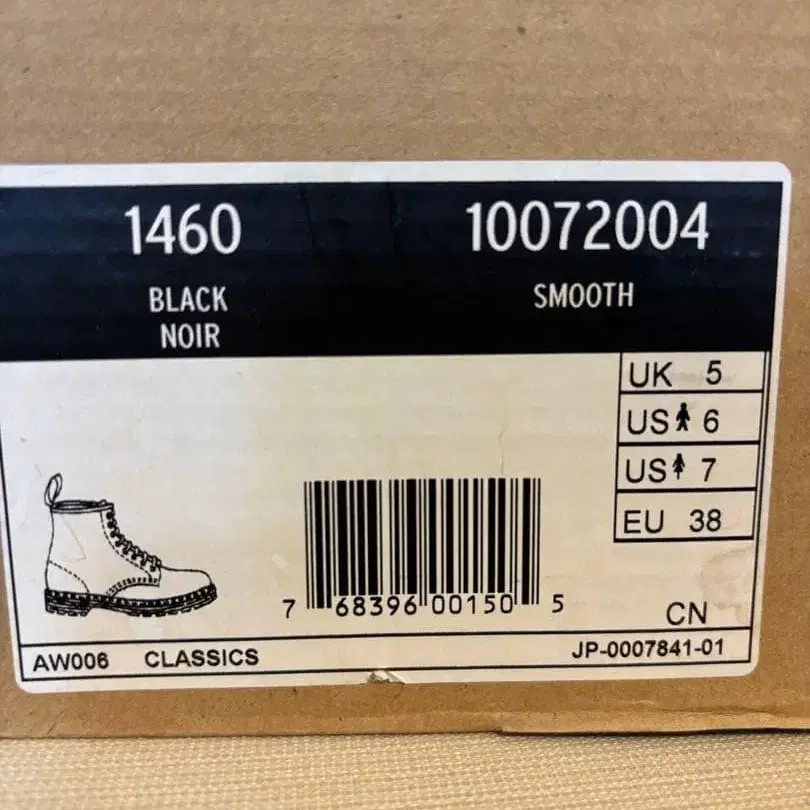 1460 10072004
BLACK SMOOTH
NOIR
UK 5
US 6
US 7
EU 38
7 68396 00150 5
CN
AW006 CLASSICS JP-0007841-01